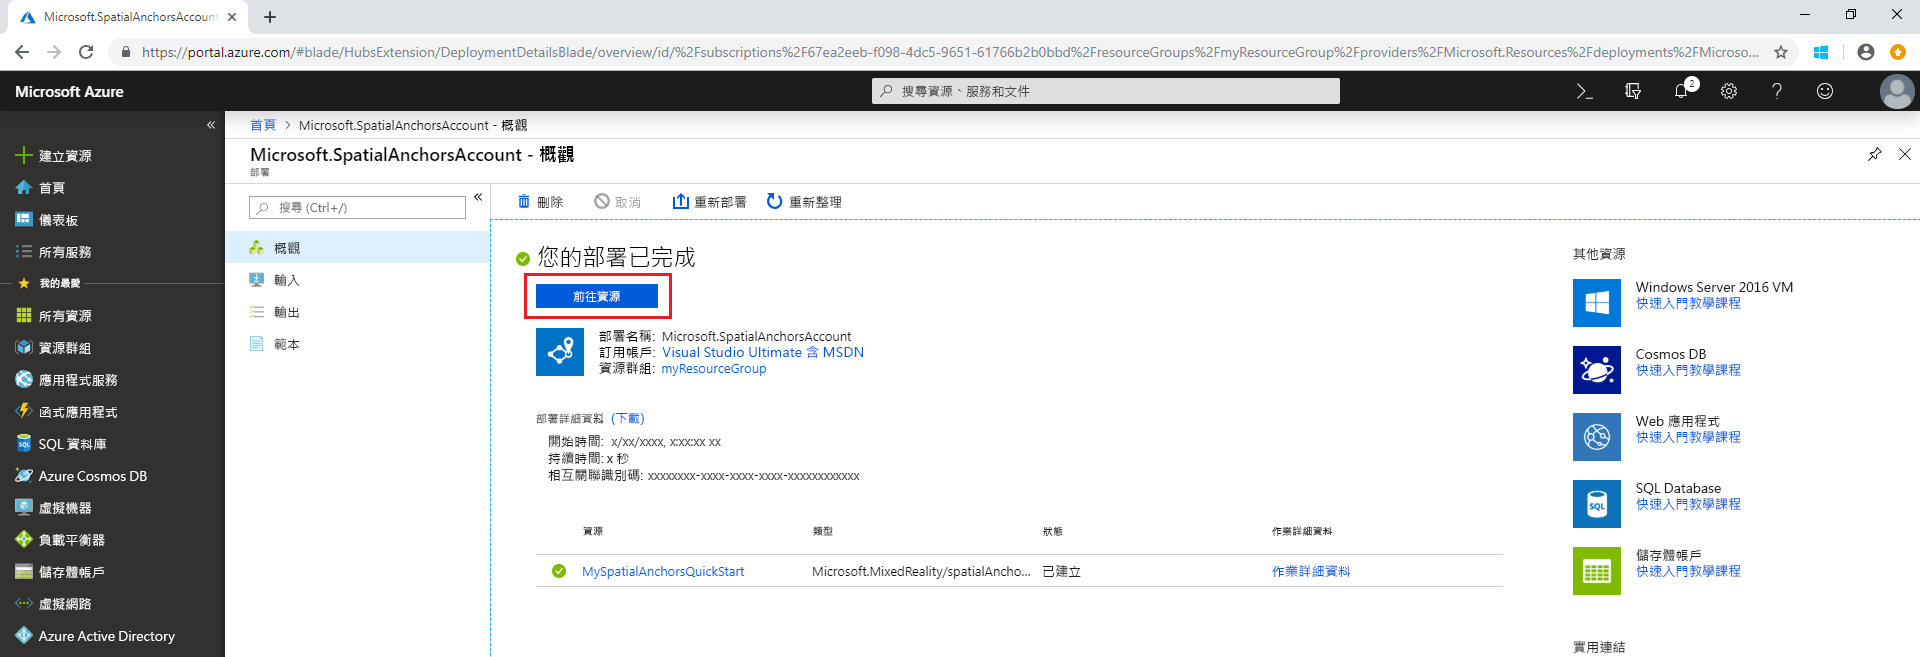 Microsoft.SpatialAnchorsAccount
https://portal.azure.com/#blade/HubsExtension/DeploymentDetailsBlade/overview/id/%2Fsubscriptions%2F67ea2eeb-f098-4dc5-9651-61766b2b0bbd%2FresourceGroups%2FmyResourceGroup%2Fproviders%2FMicrosoft.Resources%2Fdeployments%2FMicroso...
Microsoft Azure
搜尋資源、服務和文件
2
建立資源
首頁
儀表板
所有服務
我的最愛
所有資源
資源群組
應用程式服務
函式應用程式
SQL 資料庫
Azure Cosmos DB
虛擬機器
負載平衡器
儲存體帳戶
虛擬網路
Azure Active Directory
首頁 > Microsoft.SpatialAnchorsAccount - 概觀
Microsoft.SpatialAnchorsAccount - 概觀
部署
搜尋 (Ctrl+/)
概觀
輸入
輸出
範本
刪除 取消 重新部署 重新整理
您的部署已完成
前往資源
部署名稱: Microsoft.SpatialAnchorsAccount
訂用帳戶: Visual Studio Ultimate 含 MSDN
資源群組: myResourceGroup
部署詳細資料 (下載)
開始時間: x/xx/xxxx, x:xx:xx xx
持續時間: x 秒
相互關聯識別碼: xxxxxxxx-xxxx-xxxx-xxxx-xxxxxxxxxxxx
資源 類型 狀態 作業詳細資料
MySpatialAnchorsQuickStart Microsoft.MixedReality/spatialAncho... 已建立 作業詳細資料
其他資源
Windows Server 2016 VM
快速入門教學課程
Cosmos DB
快速入門教學課程
Web 應用程式
快速入門教學課程
SQL
SQL Database
快速入門教學課程
儲存體帳戶
快速入門教學課程
實用連結